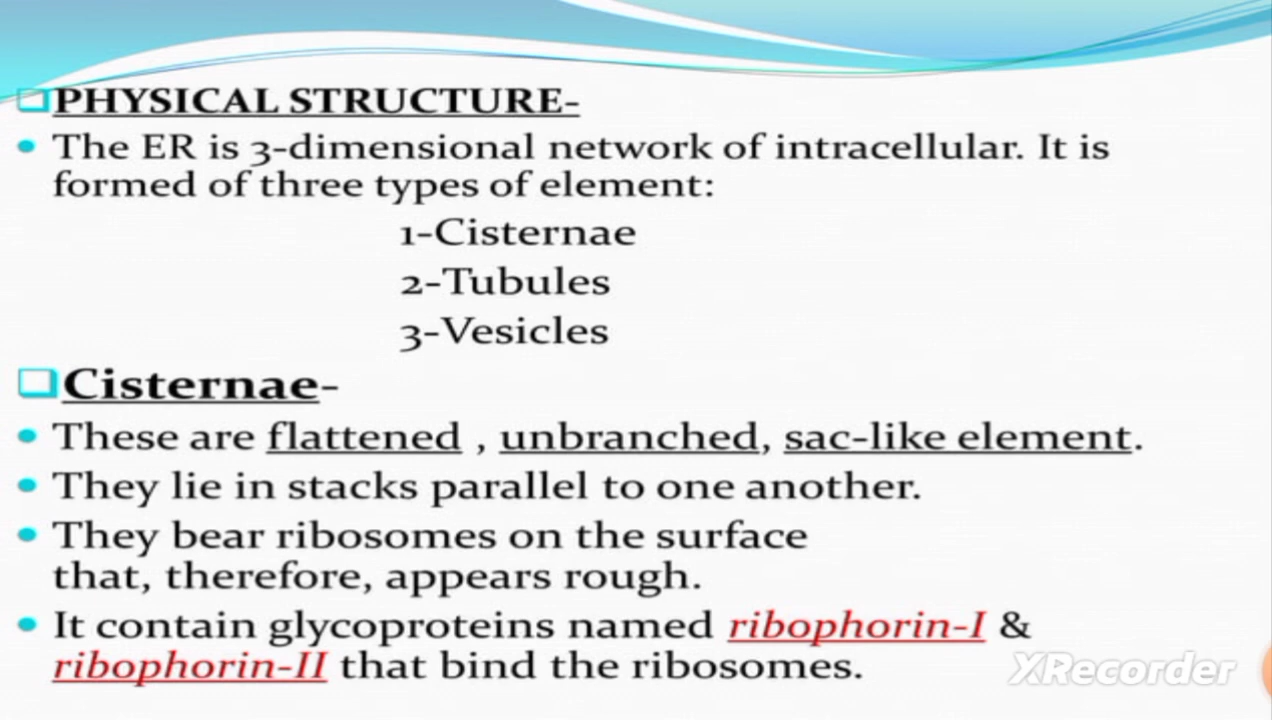 PHYSICAL STRUCTURE-
• The ER is 3-dimensional network of intracellular. It is
formed of three types of element:
1-Cisternae
2-Tubules
3-Vesicles
Cisternae-
• These are flattened , unbranched, sac-like element.
• They lie in stacks parallel to one another.
• They bear ribosomes on the surface
that, therefore, appears rough.
• It contain glycoproteins named ribophorin-I &
ribophorin-II that bind the ribosomes.
XRecorder